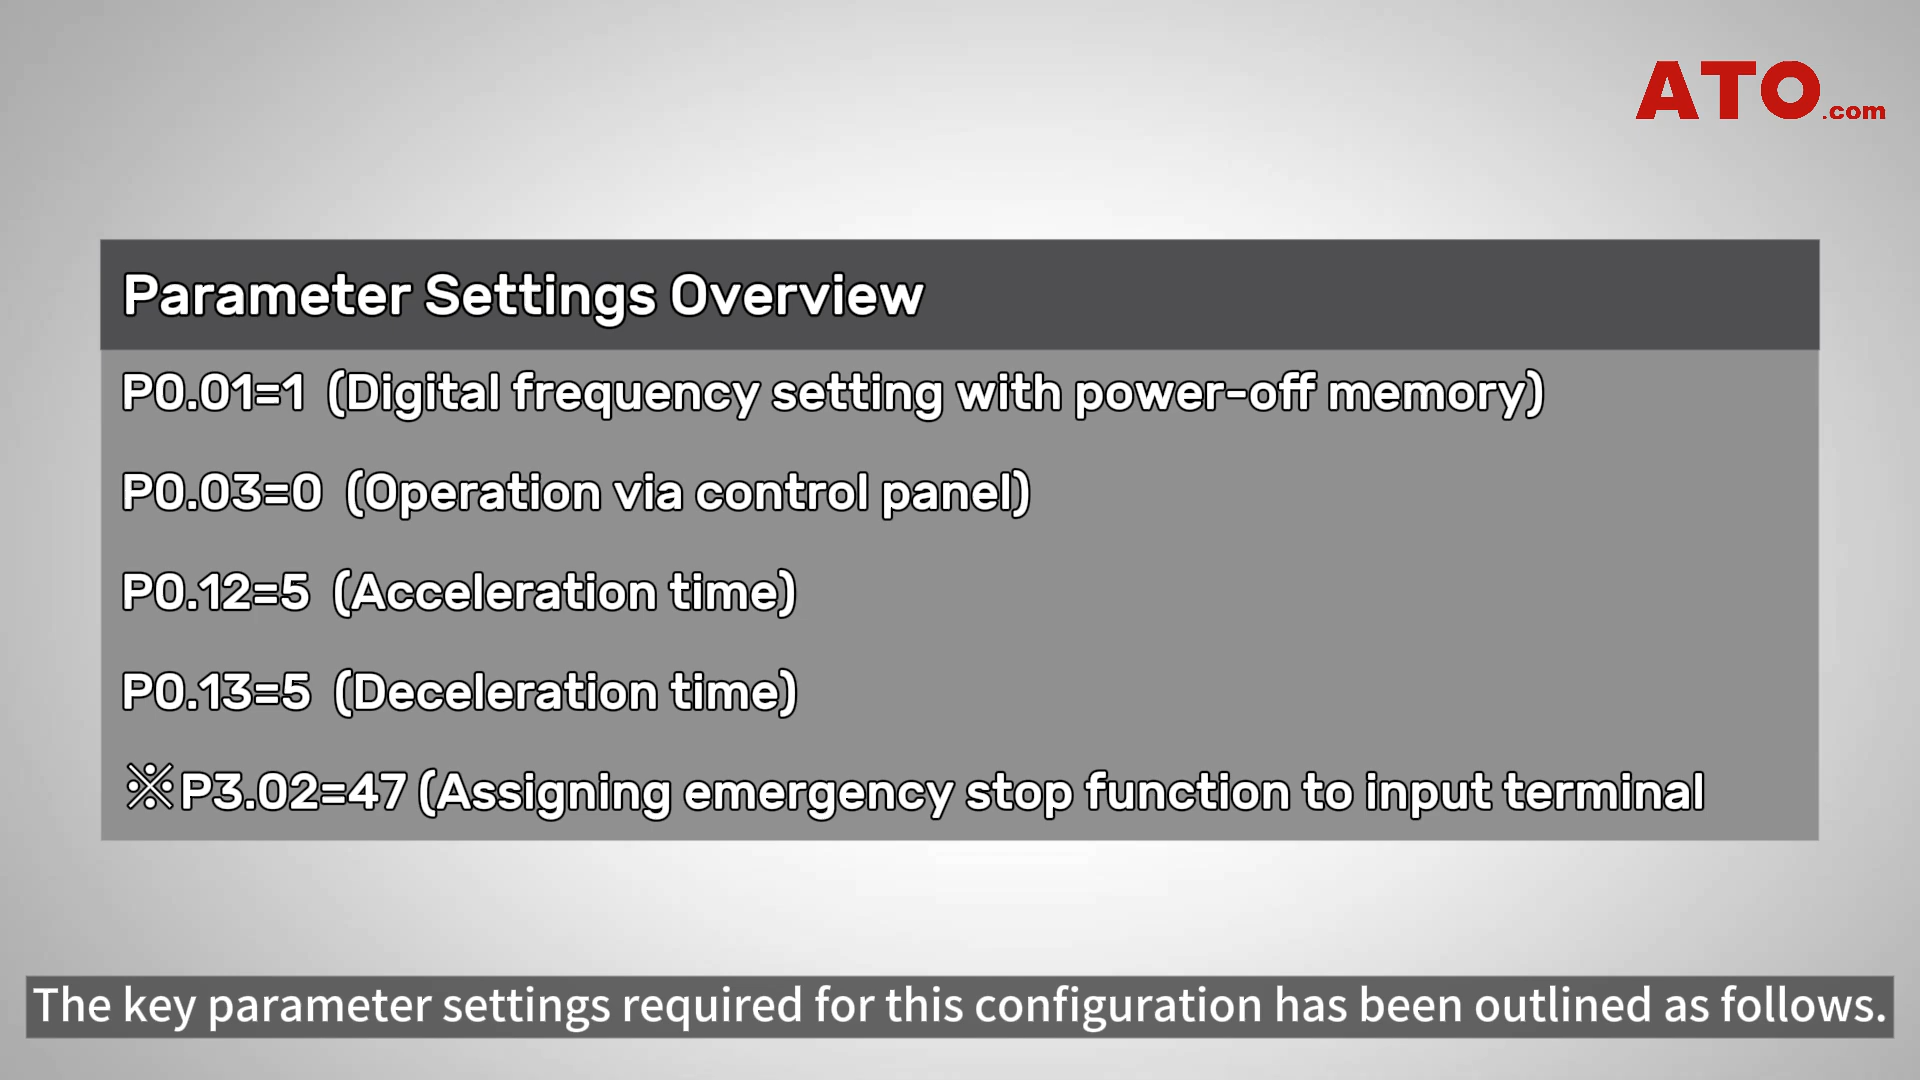 ATO.com
Parameter Settings Overview
P0.01=1 (Digital frequency setting with power-off memory)
P0.03=0 (Operation via control panel)
P0.12=5 (Acceleration time)
P0.13=5 (Deceleration time)
※P3.02=47 (Assigning emergency stop function to input terminal
The key parameter settings required for this configuration has been outlined as follows.